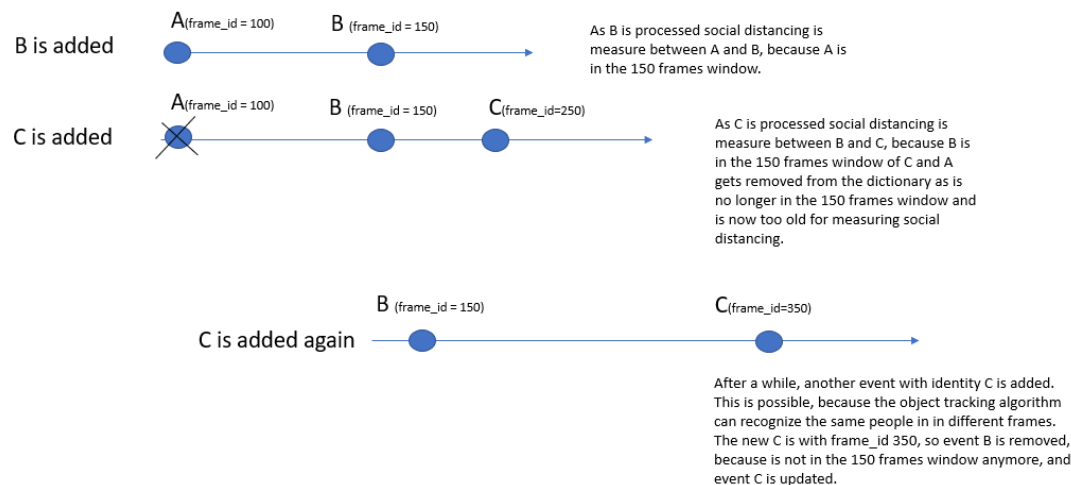 A(frame_id = 100)
B (frame_id = 150)
B is added
As B is processed social distancing is
measure between A and B, because A is
in the 150 frames window.
A(frame_id = 100)
B (frame_id = 150)
C(frame_id=250)
C is added
As C is processed social distancing is
measure between B and C, because B is
in the 150 frames window of C and A
gets removed from the dictionary as is
no longer in the 150 frames window and
is now too old for measuring social
distancing.
B (frame_id = 150)
C(frame_id=350)
C is added again
After a while, another event with identity C is added.
This is possible, because the object tracking algorithm
can recognize the same people in in different frames.
The new C is with frame_id 350, so event B is removed,
because is not in the 150 frames window anymore, and
event C is updated.